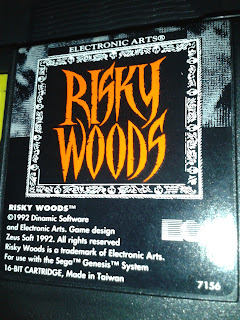 ELECTRONIC ARTS®
RISKY
WOODS
RISKY WOODS™
©1992 Dinamic Software
and Electronic Arts. Game design
Zeus Soft 1992. All rights reserved
Risky Woods is a trademark of Electronic Arts.
For use with the Sega™ Genesis™ System
16-BIT CARTRIDGE, Made in Taiwan
7156